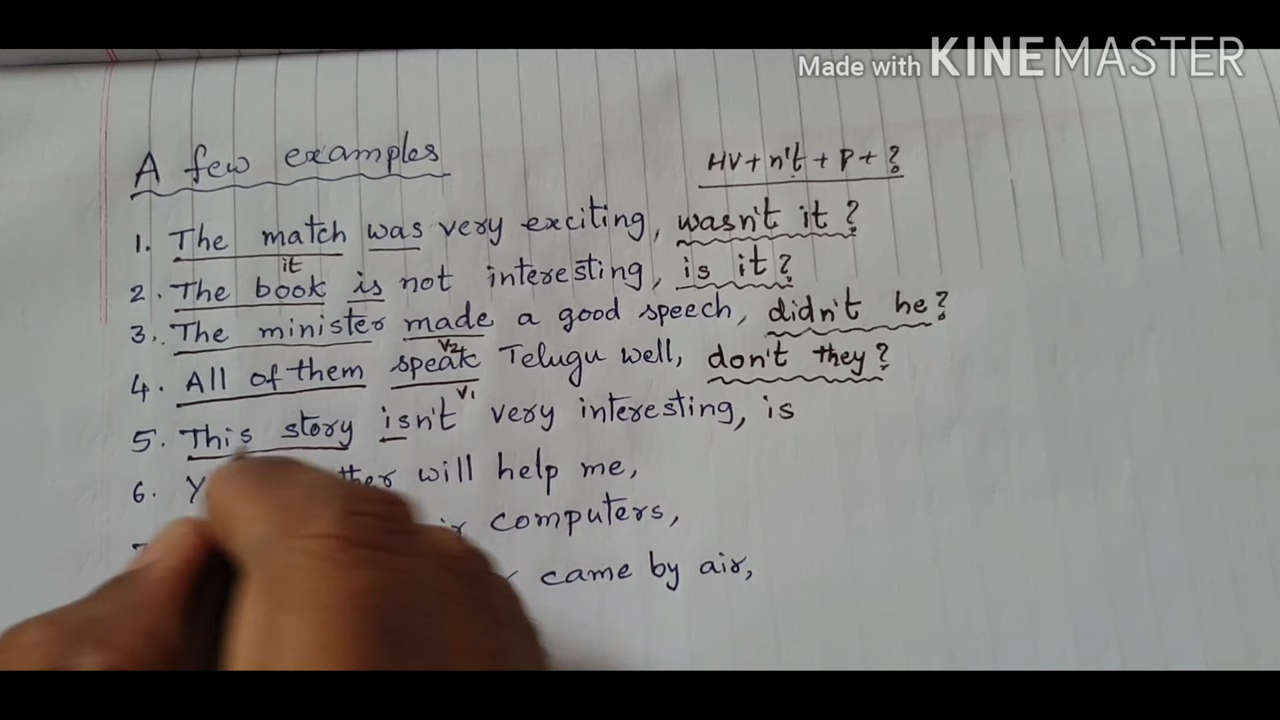 Made with KINEMASTER
A few examples
HV + n't + P + ?
1. The match was very exciting, wasn't it?
it
2. The book is not interesting, is it?
3. The minister made a good speech, didn't he?
V2
4. All of them speak Telugu well, don't they?
V1
5. This story isn't very interesting, is
6. will help me,
computers,
came by air,